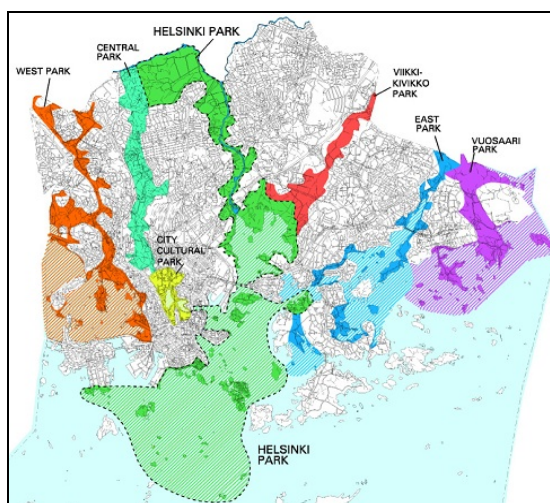 HELSINKI PARK
CENTRAL
PARK
WEST PARK
VIIKKI-
KIVIKKO
PARK
EAST
PARK
VUOSAARI
PARK
CITY
CULTURAL
PARK
HELSINKI
PARK